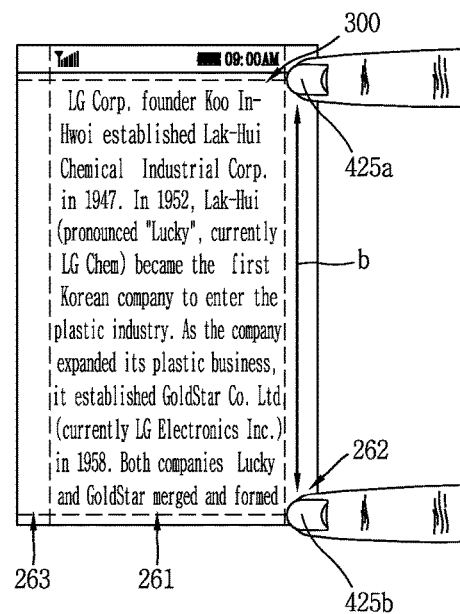 300
09:00AM
LG Corp. founder Koo In-
Hwoi established Lak-Hui
Chemical Industrial Corp.
in 1947. In 1952, Lak-Hui
(pronounced "Lucky", currently
LG Chem) became the first
Korean company to enter the
plastic industry. As the company
expanded its plastic business,
it established GoldStar Co. Ltd
(currently LG Electronics Inc.)
in 1958. Both companies Lucky
and GoldStar merged and formed
425a
b
262
263
261
425b